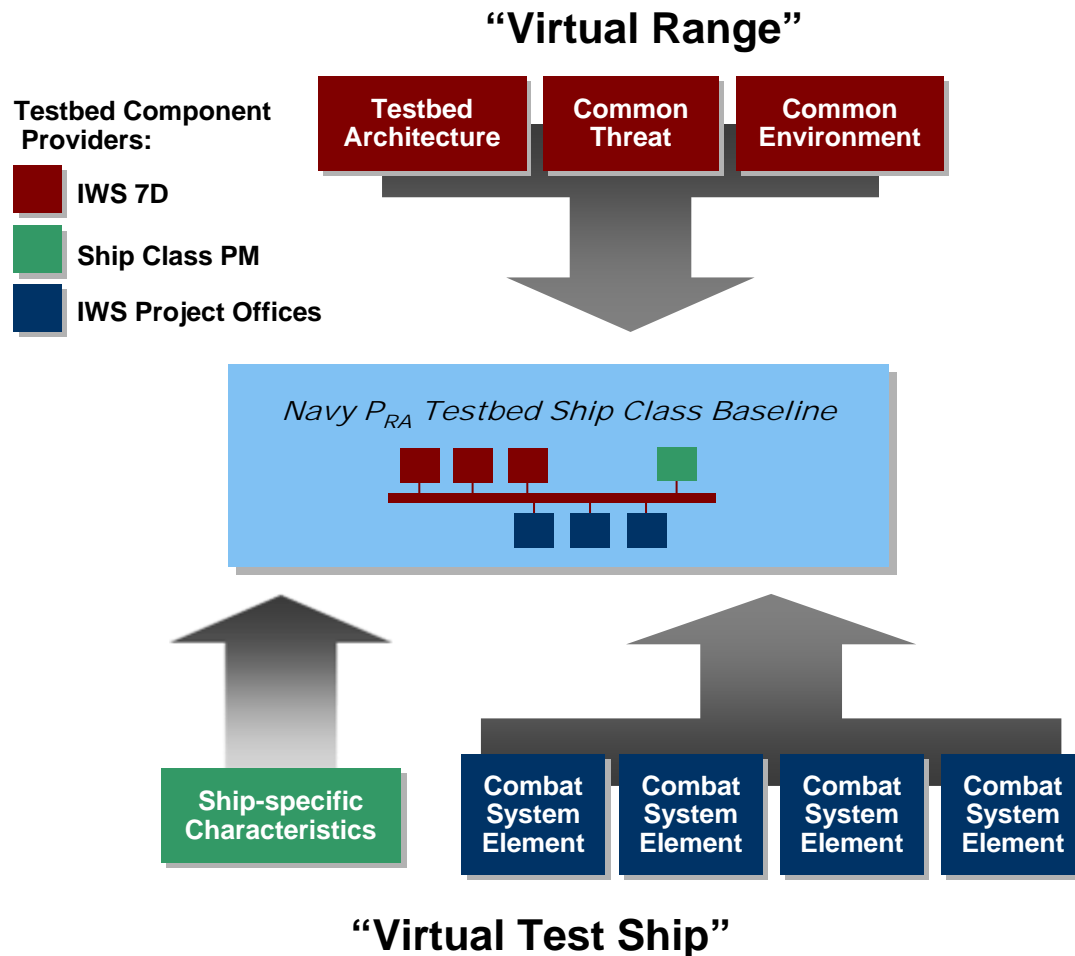 “Virtual Range”
Testbed Component
Providers:
IWS 7D
Ship Class PM
IWS Project Offices
Testbed
Architecture
Common
Threat
Common
Environment
Navy PRA Testbed Ship Class Baseline
Ship-specific
Characteristics
Combat
System
Element
Combat
System
Element
Combat
System
Element
Combat
System
Element
“Virtual Test Ship”